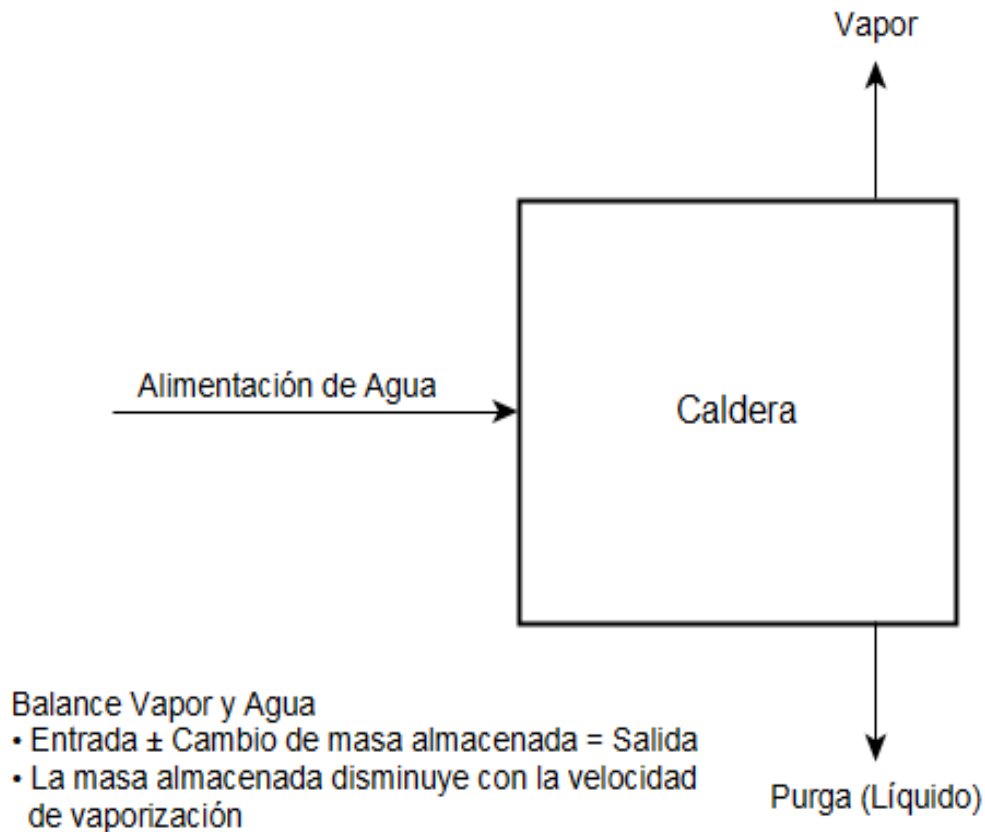 Vapor
Alimentación de Agua
Caldera
Balance Vapor y Agua
• Entrada ± Cambio de masa almacenada = Salida
• La masa almacenada disminuye con la velocidad
de vaporización
Purga (Líquido)